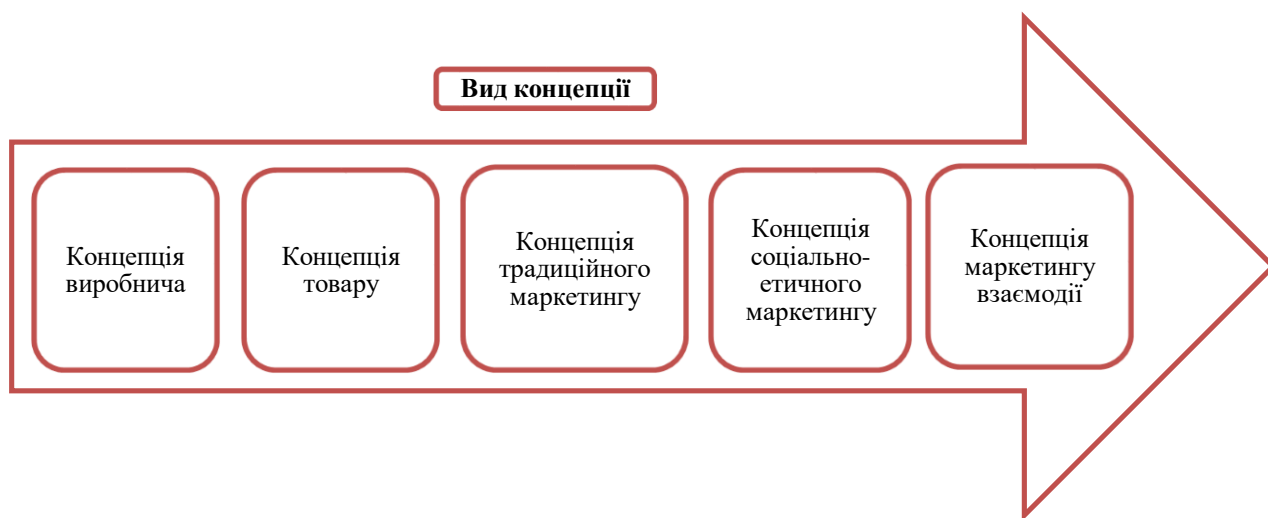 Вид концепції
Концепція
виробнича
Концепція
товару
Концепція
традиційного
маркетингу
Концепція
соціально-
етичного
маркетингу
Концепція
маркетингу
взаємодії